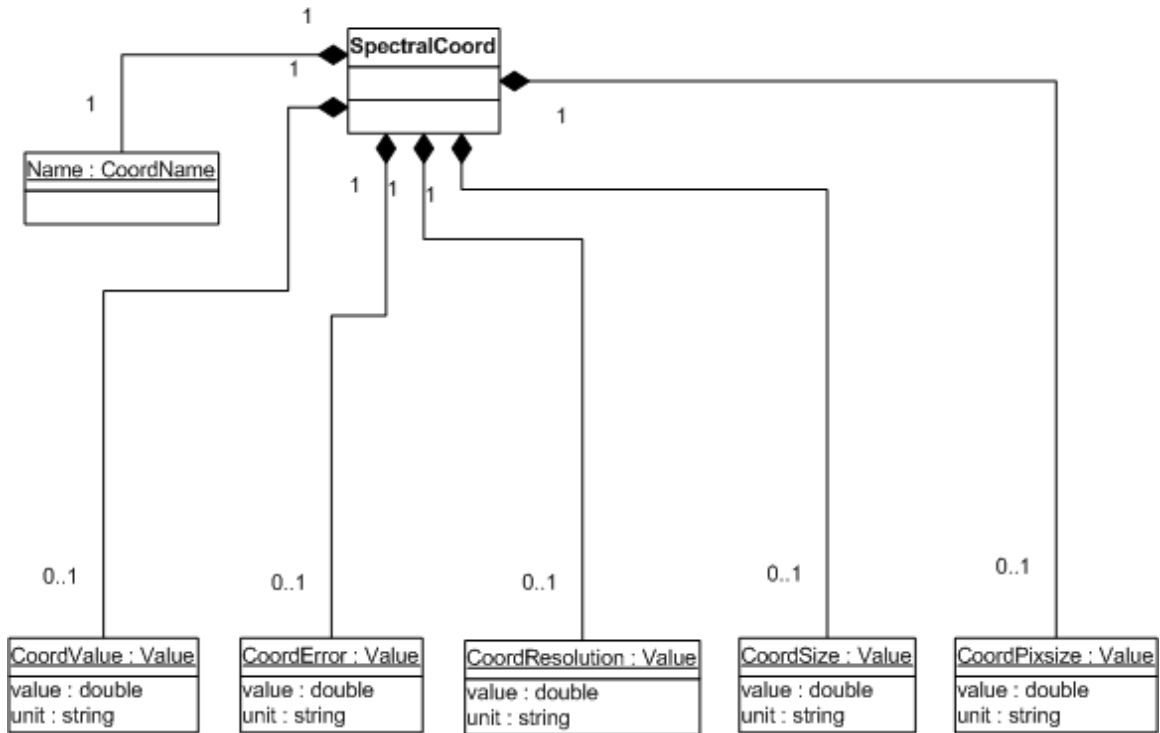 1
SpectralCoord
1
1
1
Name : CoordName
1
1
1
0..1
0..1
0..1
0..1
0..1
CoordValue : Value
value : double
unit : string
CoordError : Value
value : double
unit : string
CoordResolution : Value
value : double
unit : string
CoordSize : Value
value : double
unit : string
CoordPixsize : Value
value : double
unit : string